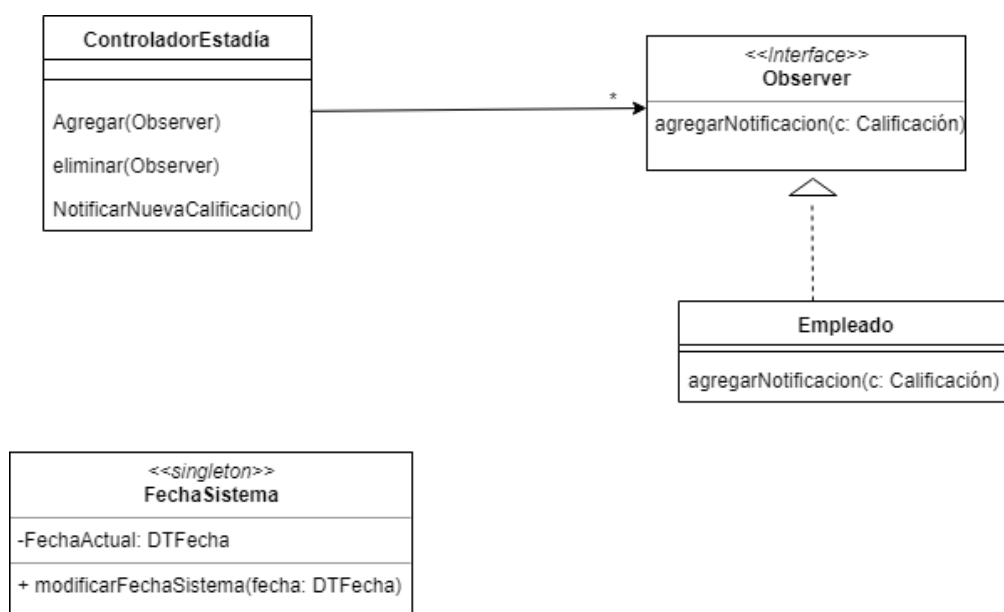 ControladorEstadía
Agregar(Observer)
eliminar(Observer)
NotificarNuevaCalificacion()
*
<<Interface>>
Observer
agregarNotificacion(c: Calificación)
Empleado
agregarNotificacion(c: Calificación)
<<singleton>>
FechaSistema
-FechaActual: DTFecha
+ modificarFechaSistema(fecha: DTFecha)